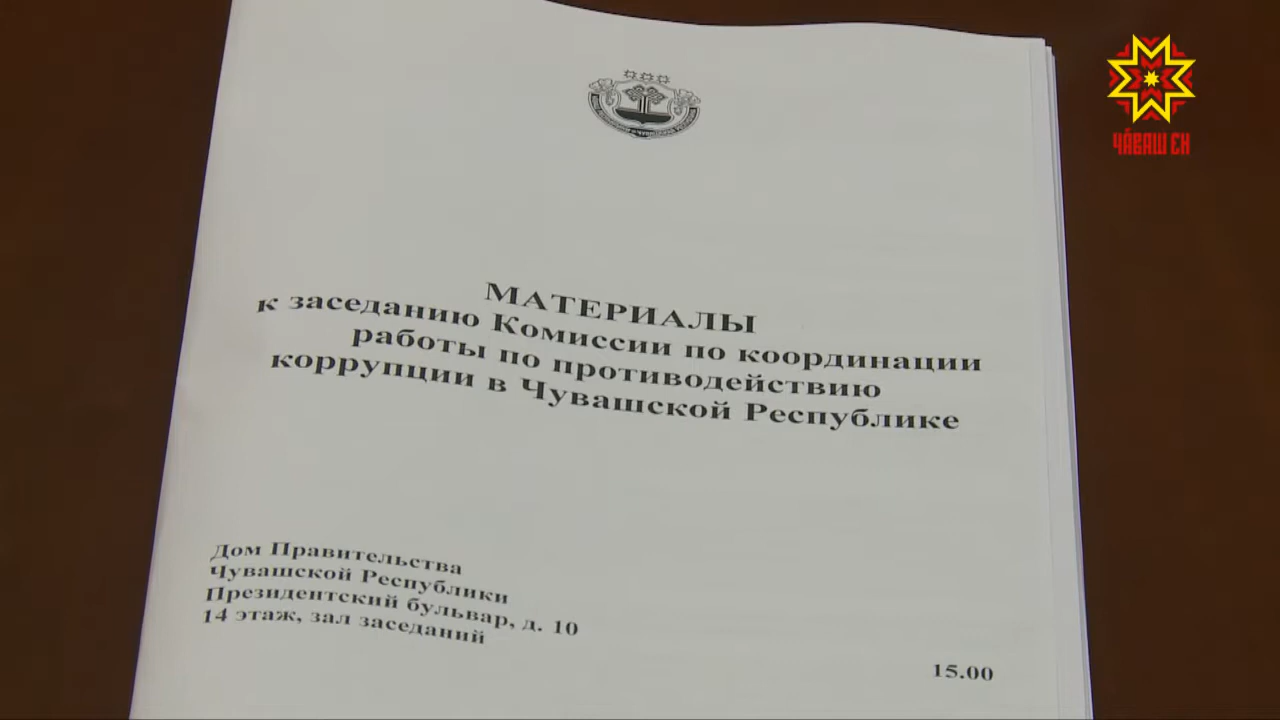 ЧӐВАШ ЕН
МАТЕРИАЛЫ
к заседанию Комиссии по координации
работы по противодействию
коррупции в Чувашской Республике
Дом Правительства
Чувашской Республики
Президентский бульвар, д. 10
14 этаж, зал заседаний
15.00